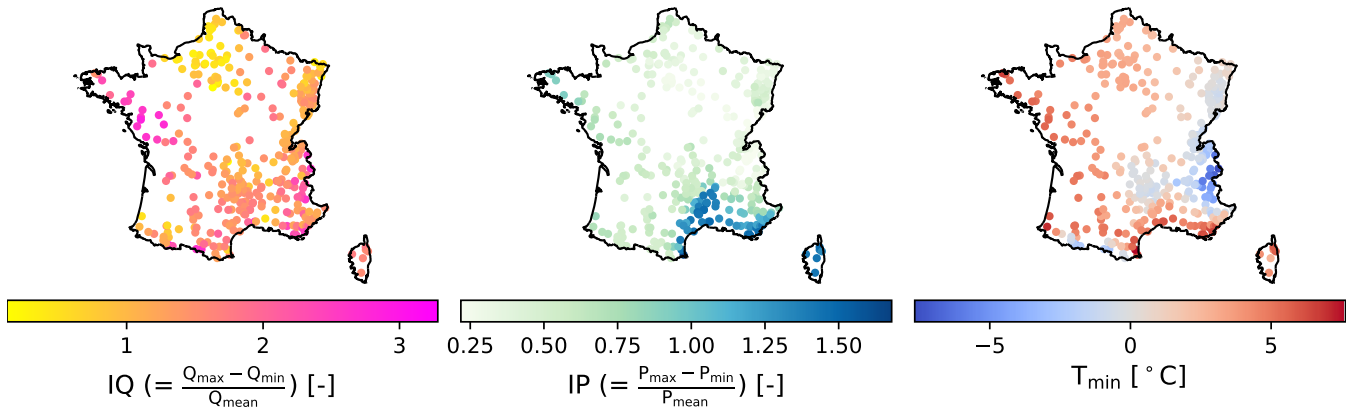 1 2 3
IQ (= Qmax − Qmin / Qmean) [-]
0.25 0.50 0.75 1.00 1.25 1.50
IP (= Pmax − Pmin / Pmean) [-]
−5 0 5
Tmin [°C]